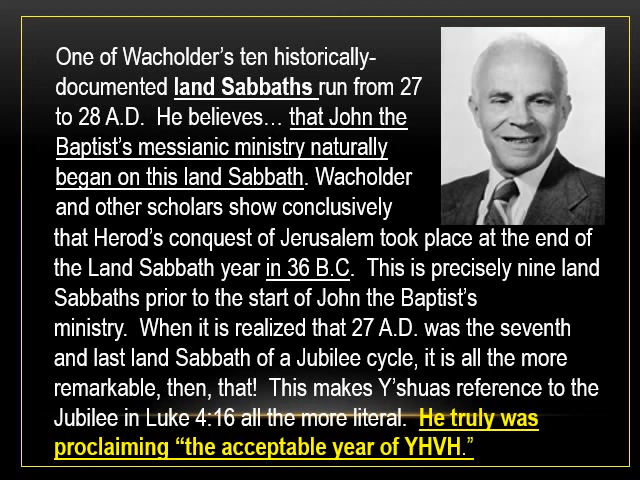 One of Wacholder’s ten historically-
documented land Sabbaths run from 27
to 28 A.D.  He believes… that John the
Baptist’s messianic ministry naturally
began on this land Sabbath. Wacholder
and other scholars show conclusively
that Herod’s conquest of Jerusalem took place at the end of
the Land Sabbath year in 36 B.C.  This is precisely nine land
Sabbaths prior to the start of John the Baptist’s
ministry.  When it is realized that 27 A.D. was the seventh
and last land Sabbath of a Jubilee cycle, it is all the more
remarkable, then, that!  This makes Y’shuas reference to the
Jubilee in Luke 4:16 all the more literal.  He truly was
proclaiming “the acceptable year of YHVH.”